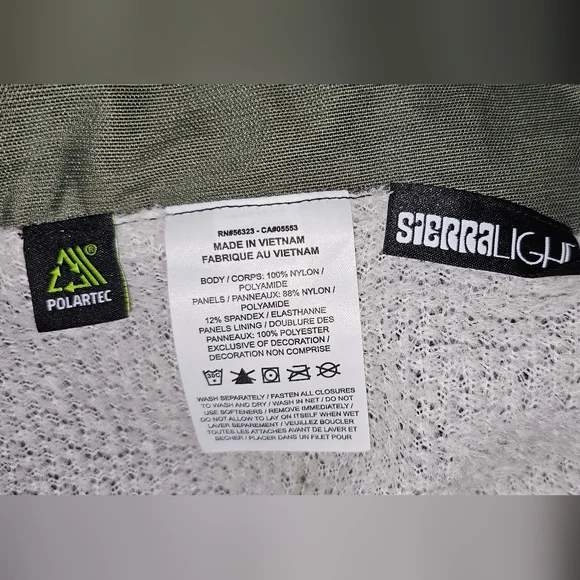 RN#56323 - CA#05553
MADE IN VIETNAM
FABRIQUE AU VIETNAM
BODY / CORPS: 100% NYLON /
POLYAMIDE
PANELS / PANNEAUX: 88% NYLON /
POLYAMIDE
12% SPANDEX / ELASTHANNE
PANELS LINING / DOUBLURE DES
PANNEAUX: 100% POLYESTER
EXCLUSIVE OF DECORATION /
DECORATION NON COMPRISE
30C
WASH SEPARATELY / FASTEN ALL CLOSURES
TO WASH AND DRY / WASH IN NET / DO NOT
USE SOFTENERS / REMOVE IMMEDIATELY /
DO NOT ALLOW TO LAY ON ITSELF WHEN WET
LAVER SEPAREMENT / VEUILLEZ BOUCLER
TOUTES LES ATTACHES AVANT DE LAVER ET
SECHER / PLACER DANS UN FILET POUR
®
POLARTEC
SIERRALIGHT